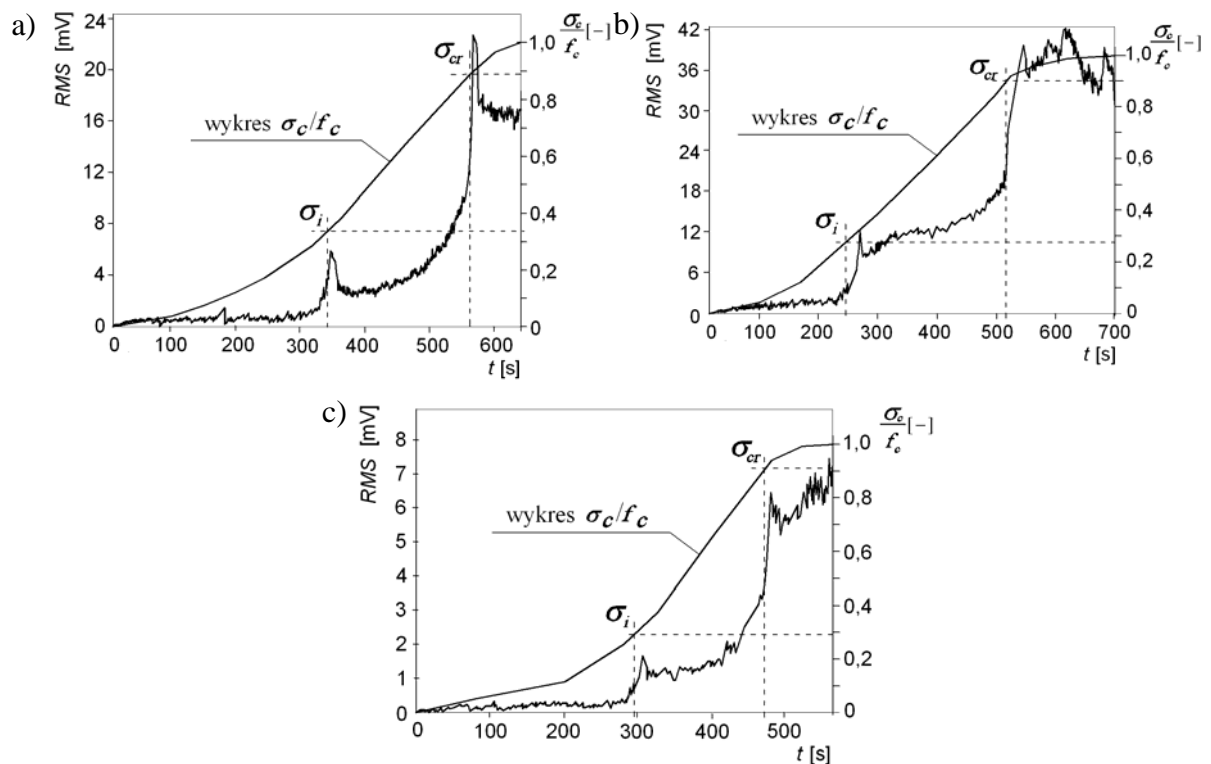 a)
RMS [mV]
24
20
16
12
8
4
0
0 100 200 300 400 500 600
t [s]
σcr
σi
wykres σc/fc
σc/fc [−]
1,0
0,8
0,6
0,4
0,2
0
b)
RMS [mV]
42
36
30
24
18
12
6
0
0 100 200 300 400 500 600 700
t [s]
σcr
σi
wykres σc/fc
σc/fc [−]
1,0
0,8
0,6
0,4
0,2
0
c)
RMS [mV]
8
7
6
5
4
3
2
1
0
0 100 200 300 400 500
t [s]
σcr
σi
wykres σc/fc
σc/fc [−]
1,0
0,8
0,6
0,4
0,2
0